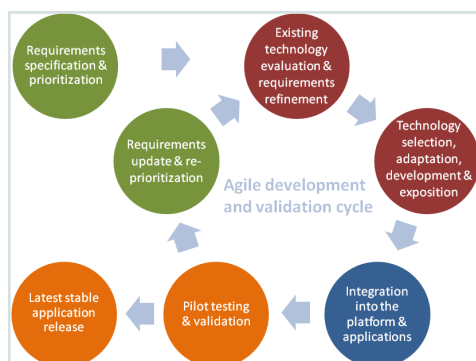 Requirements
specification &
prioritization
Existing
technology
evaluation &
requirements
refinement
Technology
selection,
adaptation,
development &
exposition
Requirements
update & re-
prioritization
Agile development
and validation cycle
Integration
into the
platform &
applications
Pilot testing
& validation
Latest stable
application
release